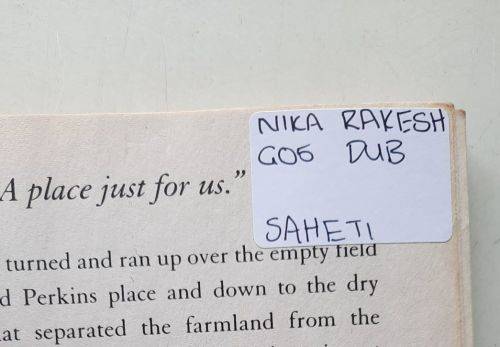 NIKA RAKESH
G05 DUB
SAHETI
A place just for us.”
turned and ran up over the empty field
d Perkins place and down to the dry
at separated the farmland from the